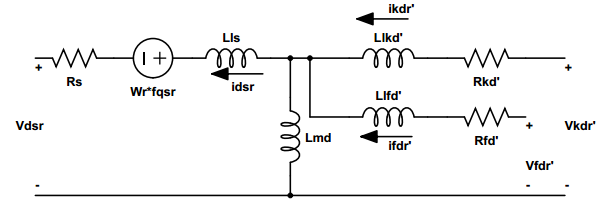 ikdr'
Lls
Llkd'
+
Rs
Wr*fqsr
idsr
Rkd'
+
Llfd'
Vdsr
Lmd
ifdr'
Rfd'
+
Vkdr'
Vfdr'
-
-
-